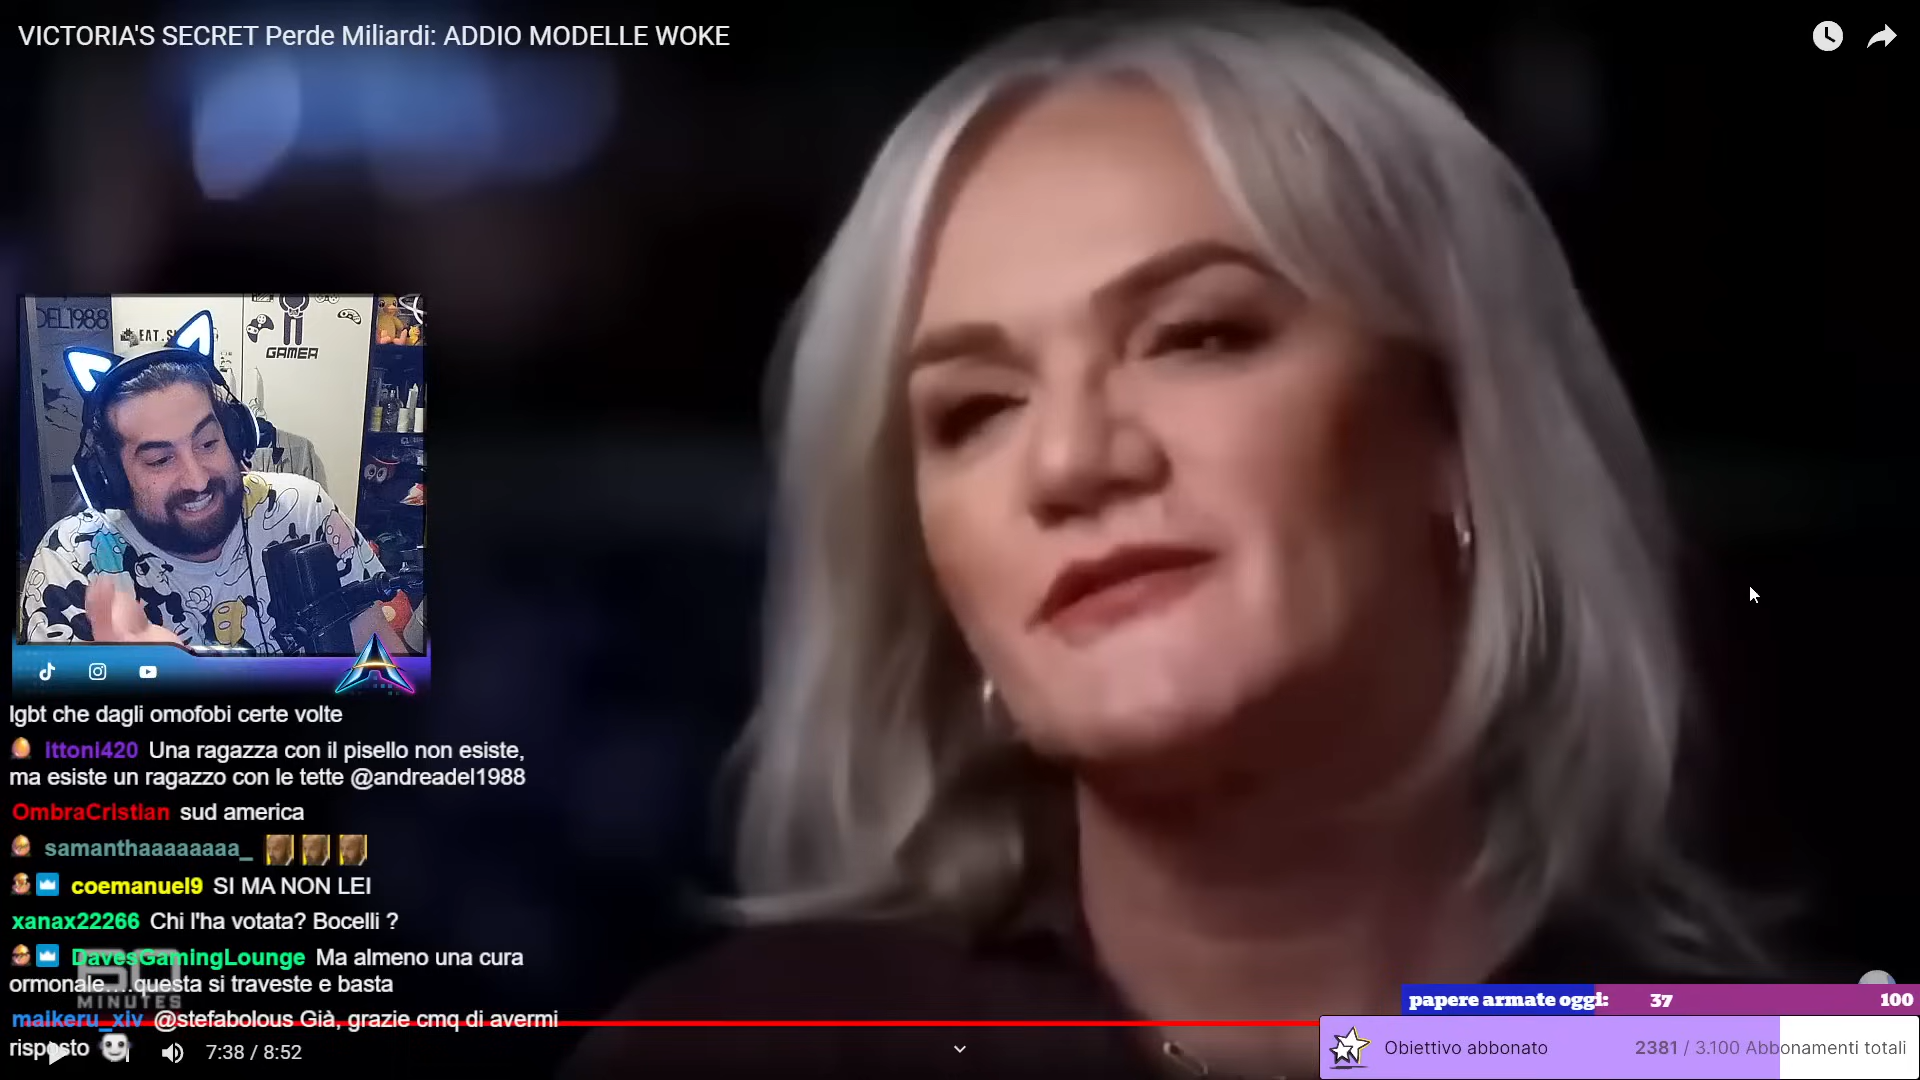 VICTORIA'S SECRET Perde Miliardi: ADDIO MODELLE WOKE
DEL1988
EAT.
GAMER
lgbt che dagli omofobi certe volte
Ittoni420 Una ragazza con il pisello non esiste,
ma esiste un ragazzo con le tette @andreadel1988
OmbraCristian sud america
samanthaaaaaaaa_
coemanuel9 SI MA NON LEI
xanax22266 Chi l'ha votata? Bocelli ?
DavesGamingLounge Ma almeno una cura
ormonale....questa si traveste e basta
60
MINUTES
maikeru_xiv @stefabolous Già, grazie cmq di avermi
risposto
7:38 / 8:52
papere armate oggi: 37 100
Obiettivo abbonato 2381 / 3.100 Abbonamenti totali